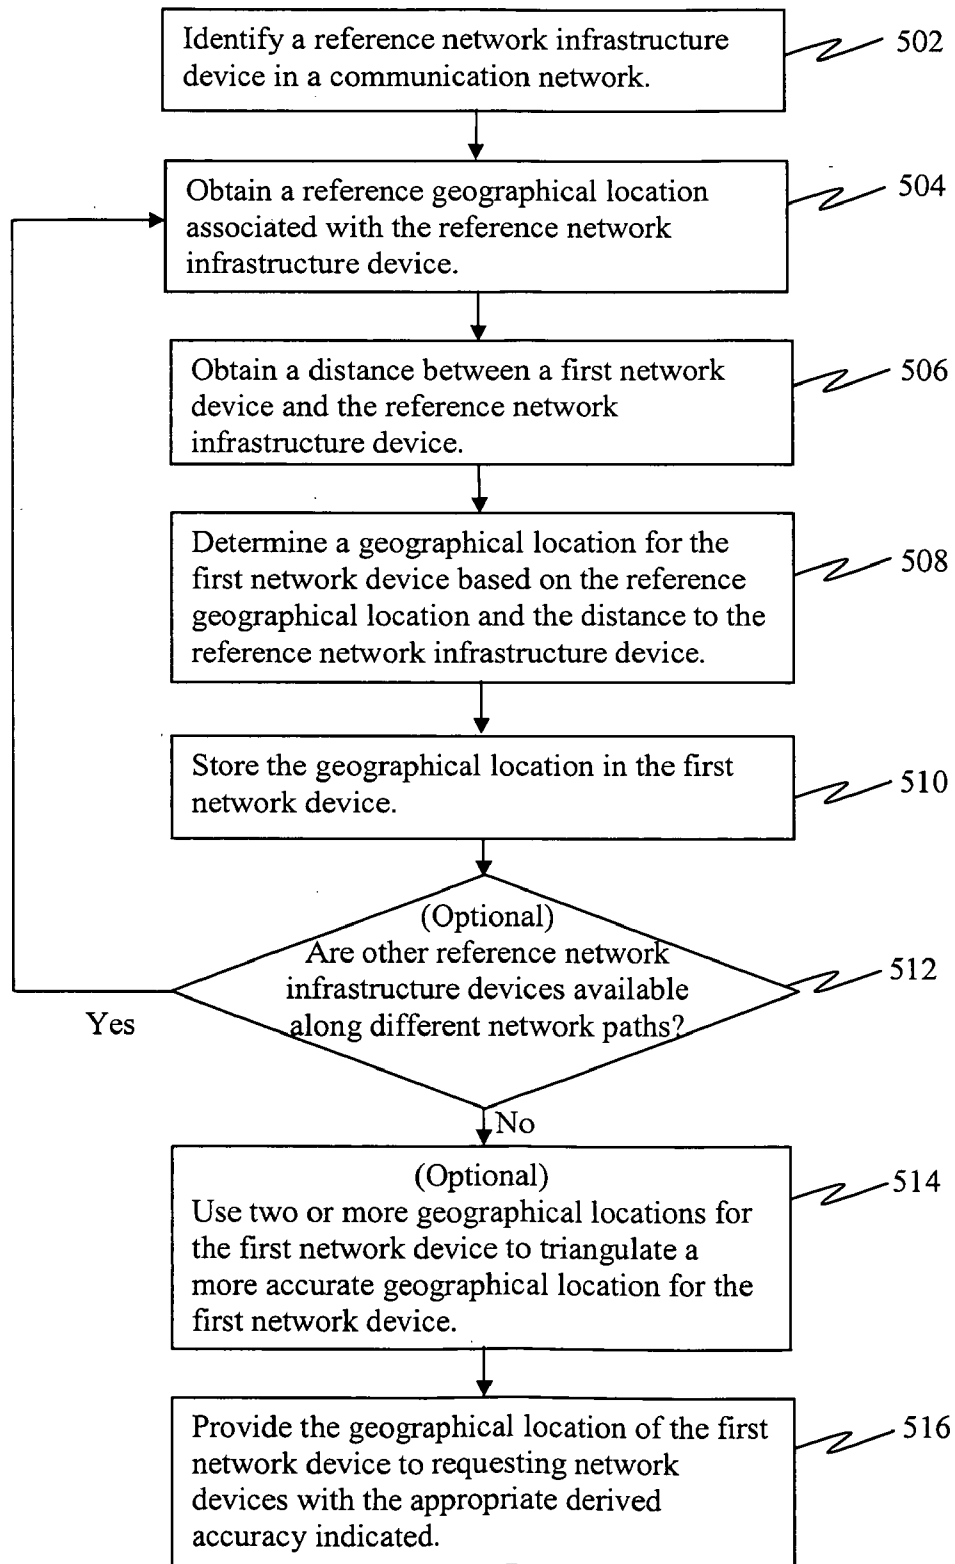 Identify a reference network infrastructure
device in a communication network.
502
Obtain a reference geographical location
associated with the reference network
infrastructure device.
504
Obtain a distance between a first network
device and the reference network
infrastructure device.
506
Determine a geographical location for the
first network device based on the reference
geographical location and the distance to the
reference network infrastructure device.
508
Store the geographical location in the first
network device.
510
(Optional)
Are other reference network
infrastructure devices available
along different network paths?
512
Yes
No
(Optional)
Use two or more geographical locations for
the first network device to triangulate a
more accurate geographical location for the
first network device.
514
Provide the geographical location of the first
network device to requesting network
devices with the appropriate derived
accuracy indicated.
516